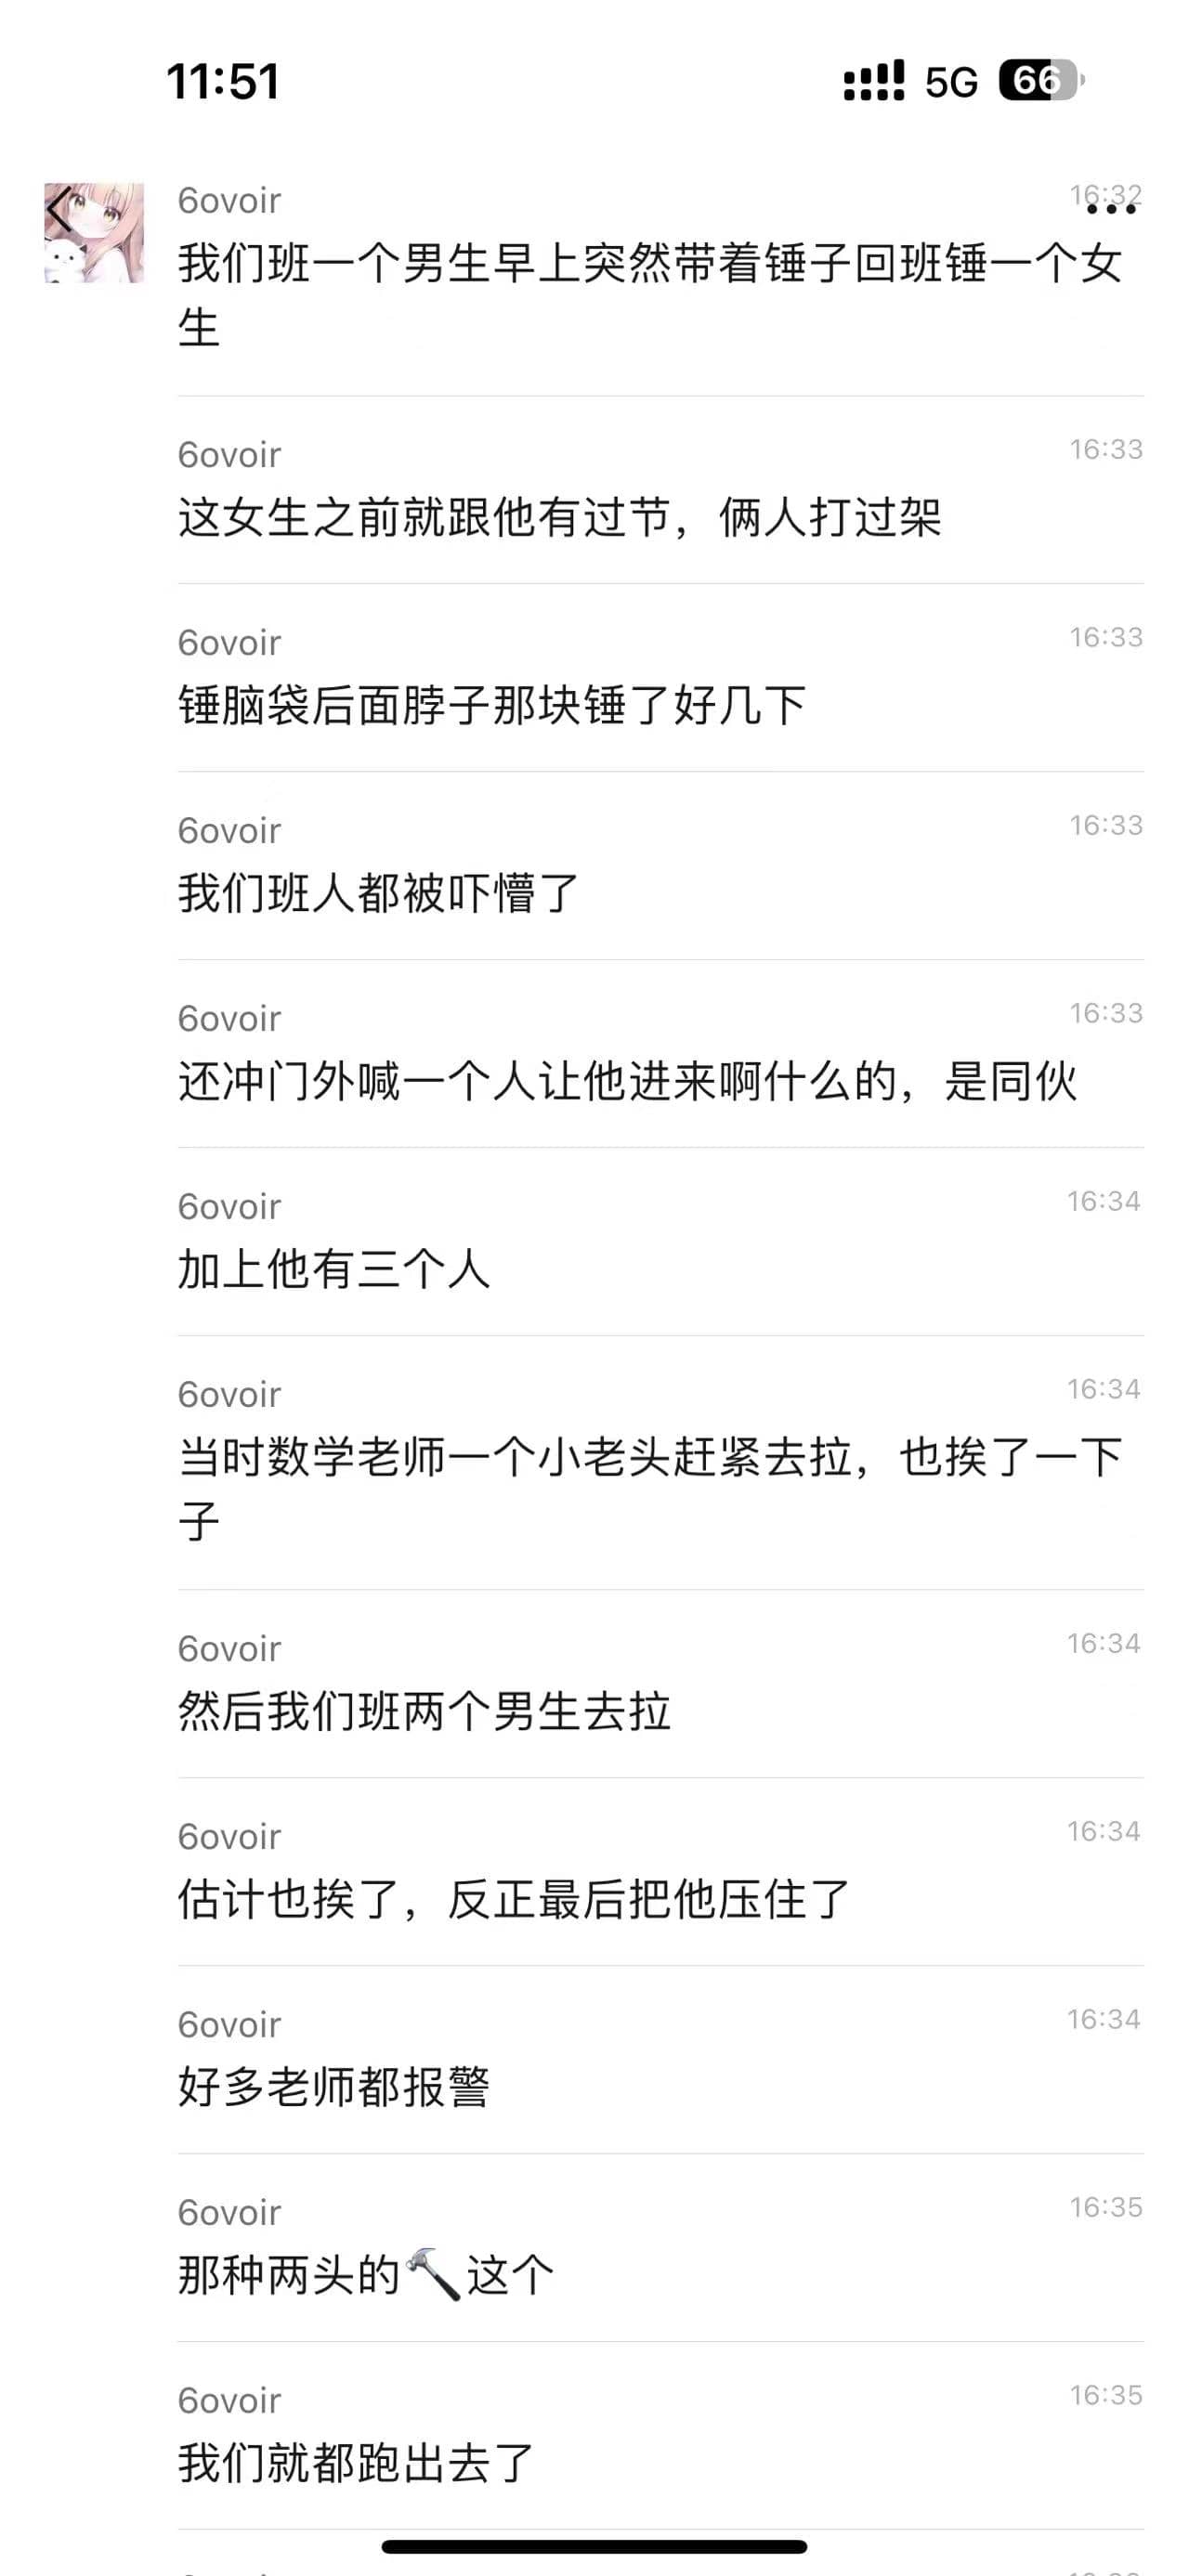 11:51
5G 66
6ovoir 16:32
我们班一个男生早上突然带着锤子回班锤一个女
生
6ovoir 16:33
这女生之前就跟他有过节，俩人打过架
6ovoir 16:33
锤脑袋后面脖子那块锤了好几下
6ovoir 16:33
我们班人都被吓懵了
6ovoir 16:33
还冲门外喊一个人让他进来啊什么的，是同伙
6ovoir 16:34
加上他有三个人
6ovoir 16:34
当时数学老师一个小老头赶紧去拉，也挨了一下
子
6ovoir 16:34
然后我们班两个男生去拉
6ovoir 16:34
估计也挨了，反正最后把他压住了
6ovoir 16:34
好多老师都报警
6ovoir 16:35
那种两头的🔨这个
6ovoir 16:35
我们就都跑出去了